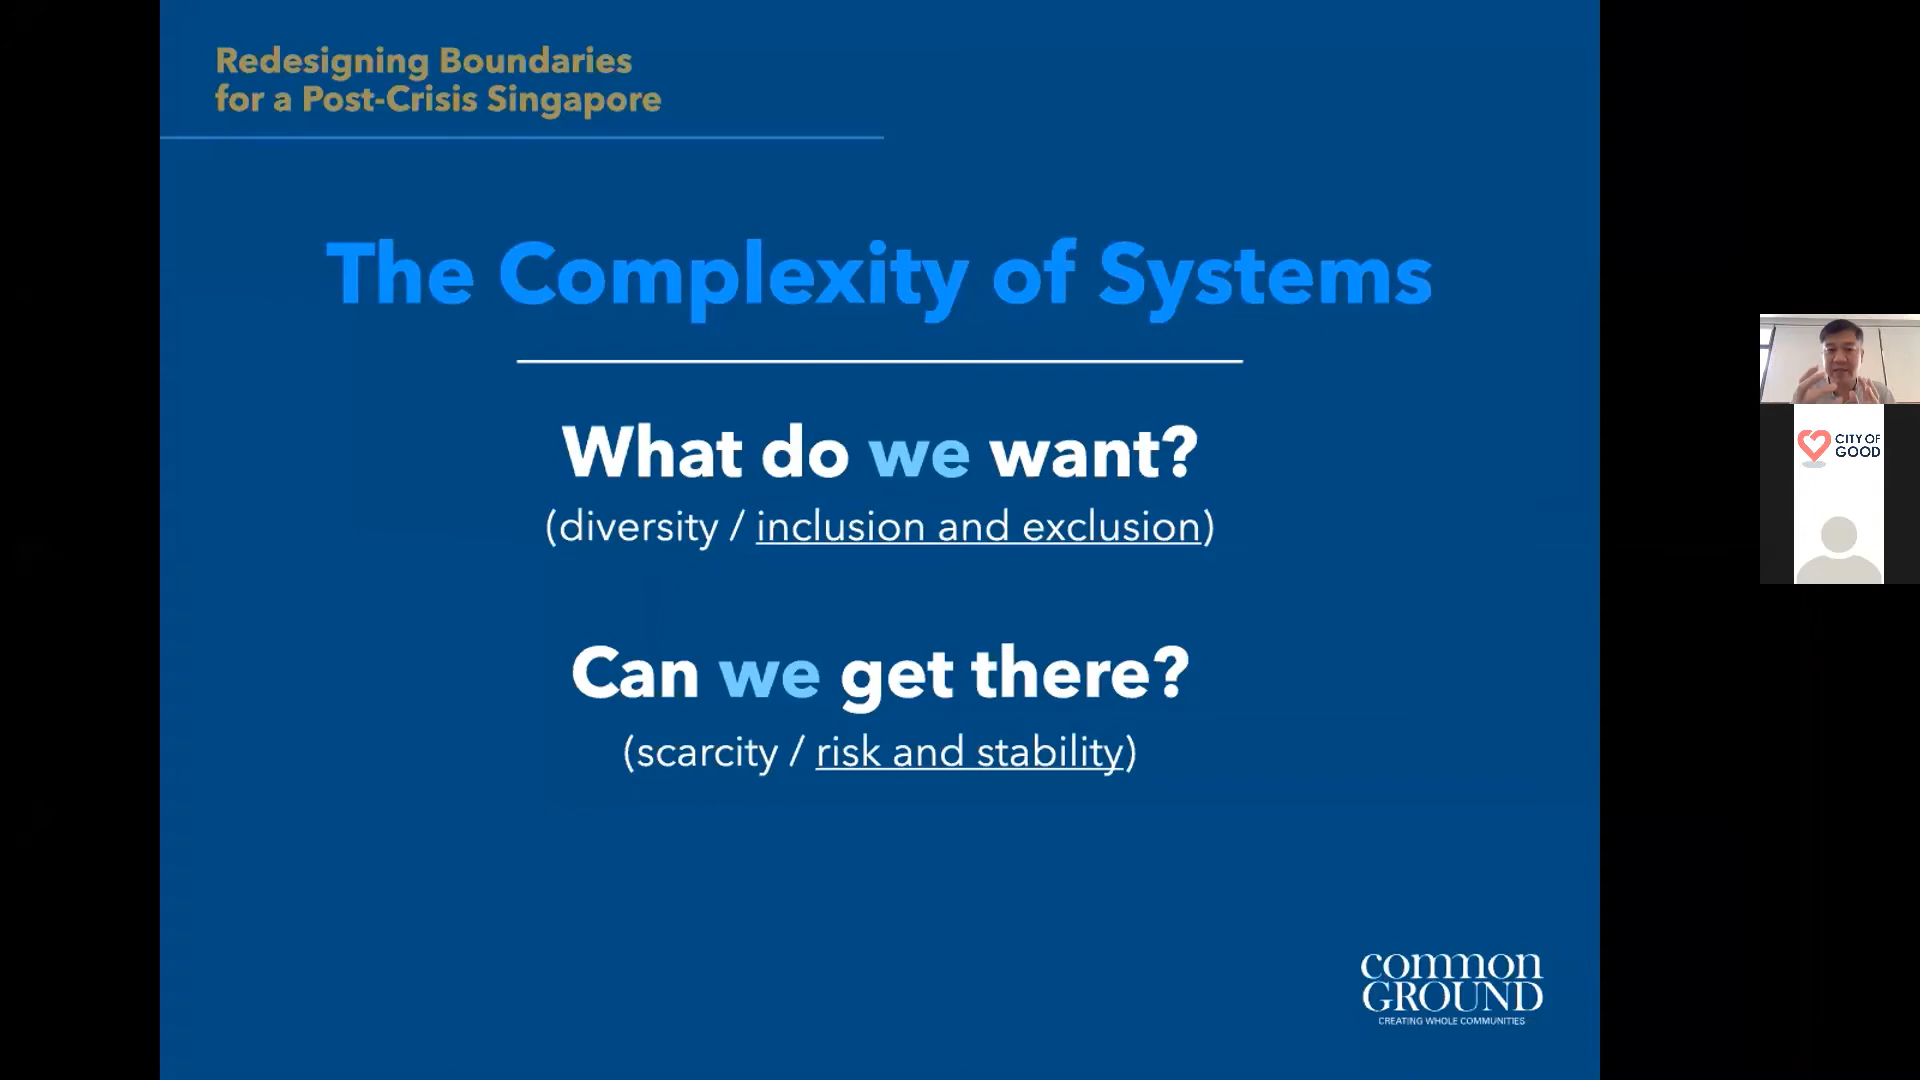 Redesigning Boundaries
for a Post-Crisis Singapore
The Complexity of Systems
What do we want?
(diversity / inclusion and exclusion)
Can we get there?
(scarcity / risk and stability)
common
GROUND
CREATING WHOLE COMMUNITIES
CITY OF
GOOD